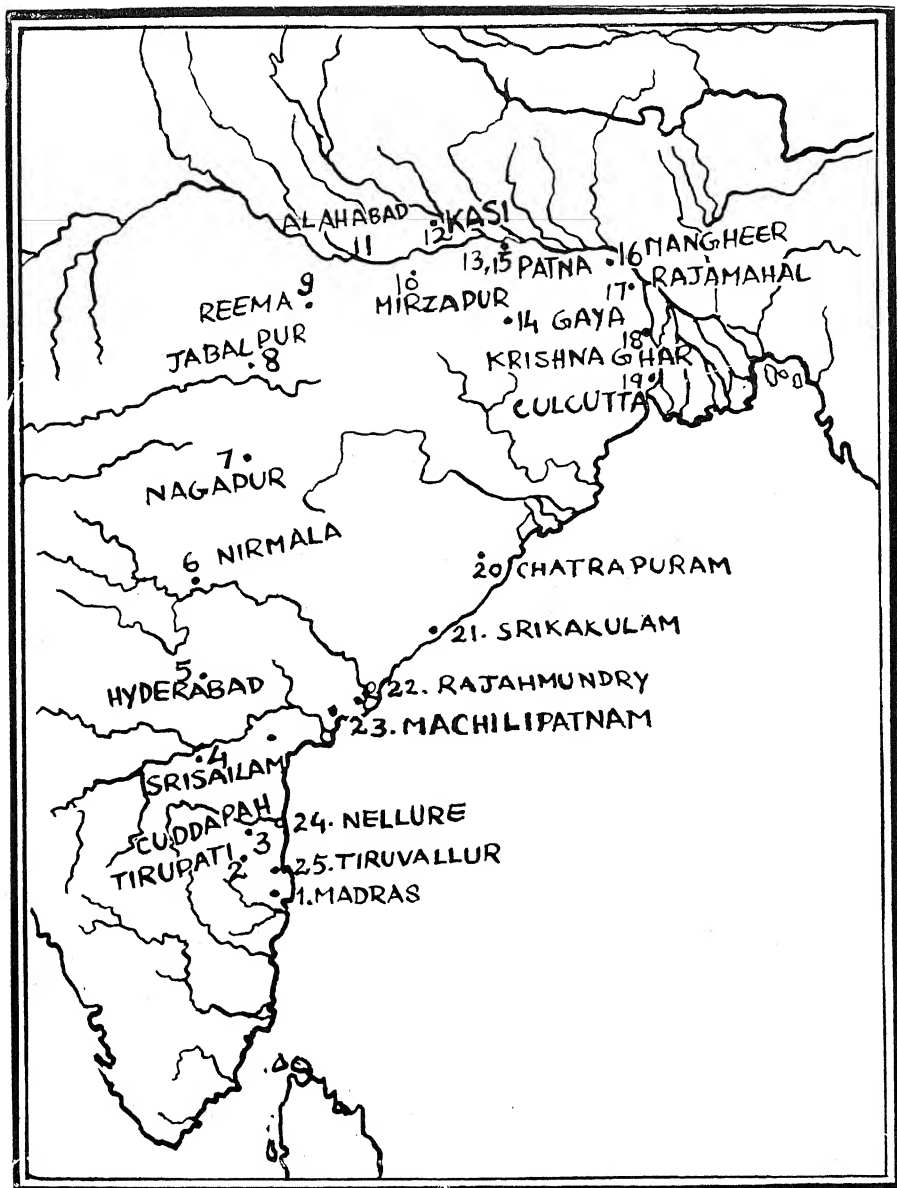 ALAHABAD
11
12 KASI
13,15 PATNA
16 MANGHEER
RAJAMAHAL
17
9
REEMA
10
MIRZAPUR
14 GAYA
JABALPUR
8
18
KRISHNAGHAR
19
CULCUTTA
7
NAGAPUR
6 NIRMALA
20 CHATRAPURAM
21. SRIKAKULAM
5
HYDERABAD
22. RAJAHMUNDRY
23. MACHILIPATNAM
4
SRISAILAM
CUDDAPAH
3
24. NELLURE
TIRUPATI
2
25. TIRUVALLUR
1. MADRAS